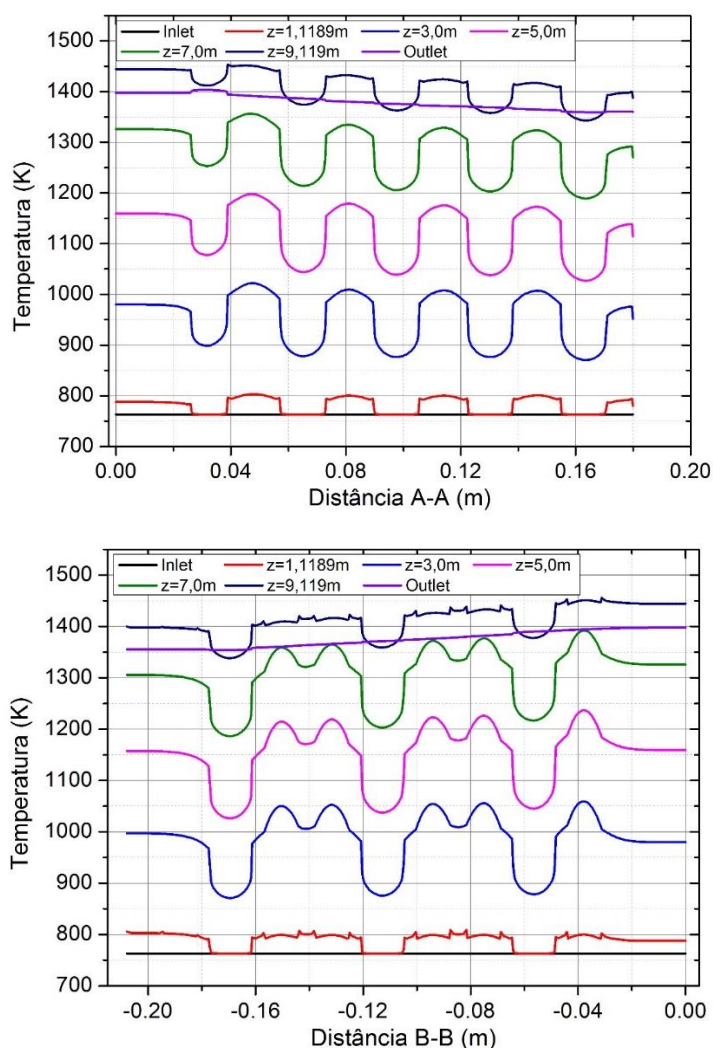 1500
1400
1300
1200
1100
1000
900
800
700
Temperatura (K)
Inlet z=1,1189m z=3,0m z=5,0m
z=7,0m z=9,119m Outlet
0.00 0.04 0.08 0.12 0.16 0.20
Distância A-A (m)
1500
1400
1300
1200
1100
1000
900
800
700
Temperatura (K)
Inlet z=1,1189m z=3,0m z=5,0m
z=7,0m z=9,119m Outlet
-0.20 -0.16 -0.12 -0.08 -0.04 0.00
Distância B-B (m)